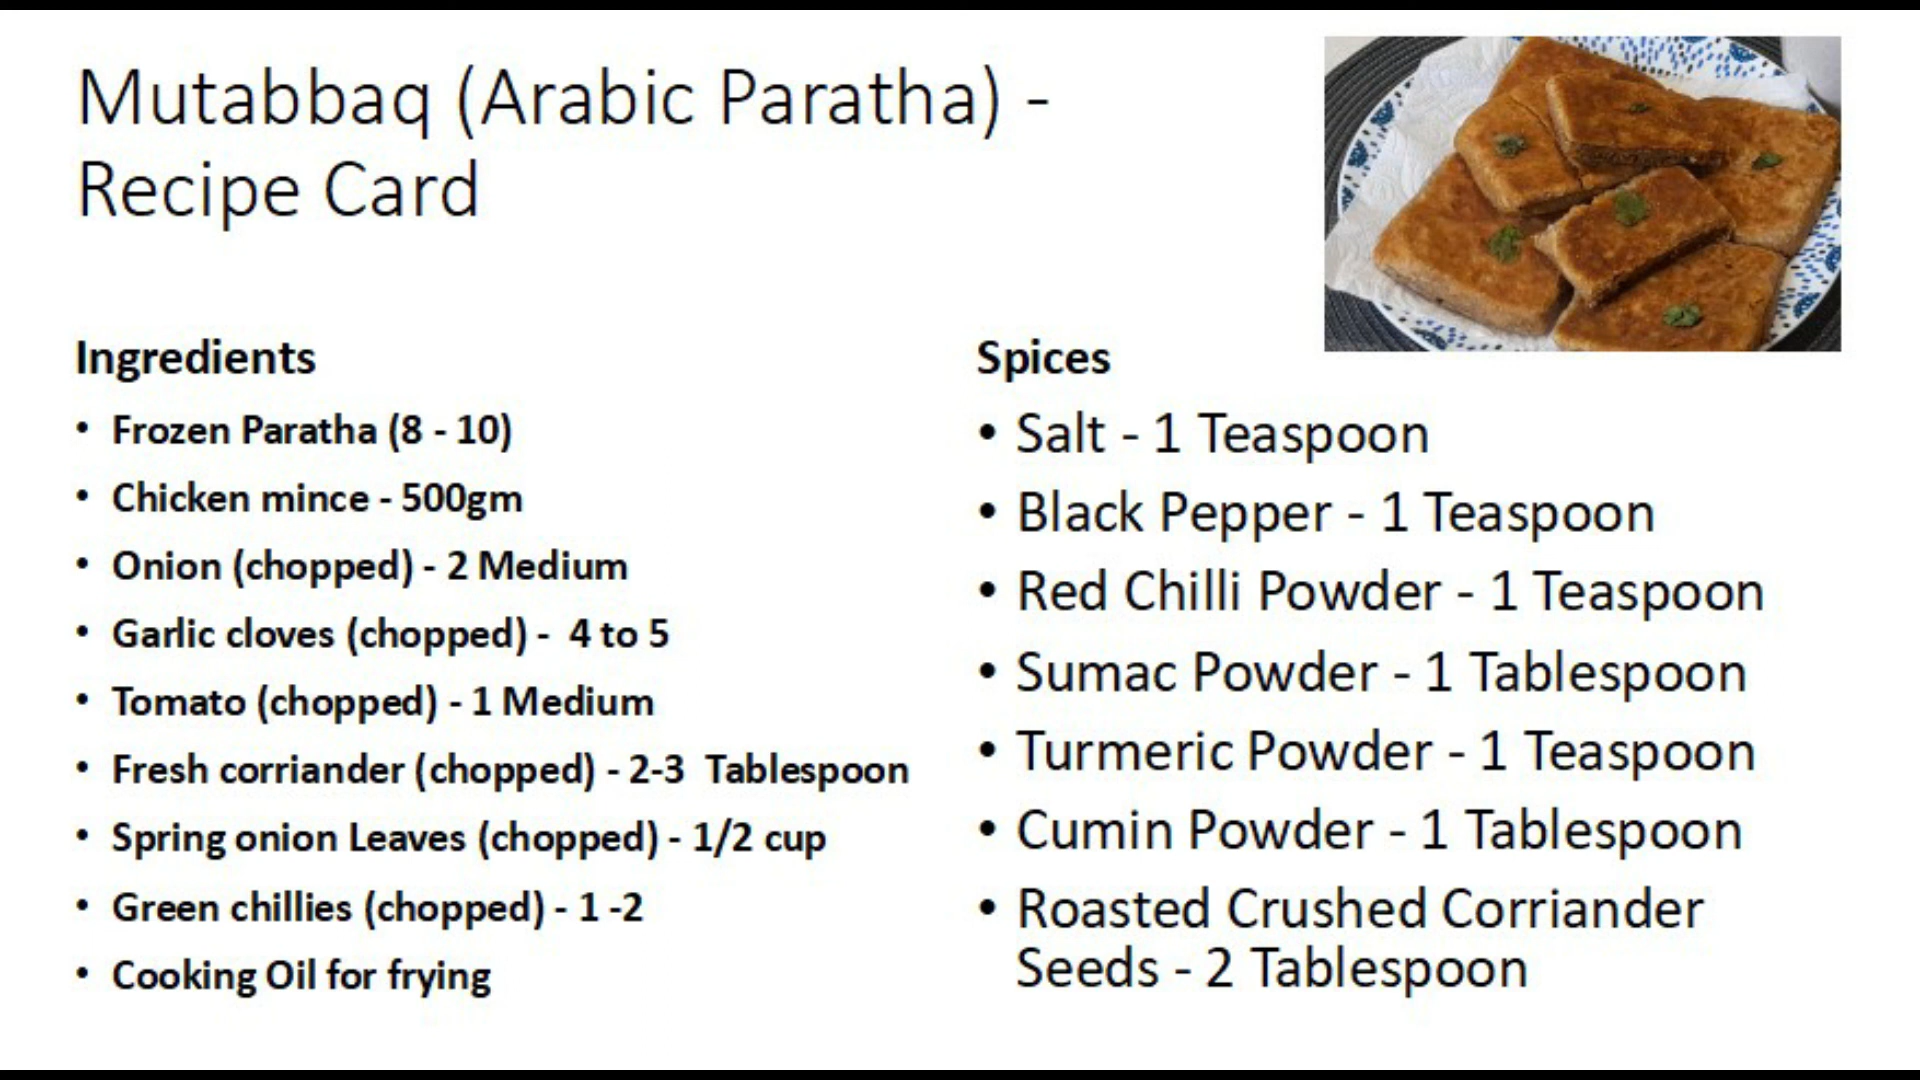 Mutabbaq (Arabic Paratha) -
Recipe Card
Ingredients
• Frozen Paratha (8 - 10)
• Chicken mince - 500gm
• Onion (chopped) - 2 Medium
• Garlic cloves (chopped) -  4 to 5
• Tomato (chopped) - 1 Medium
• Fresh corriander (chopped) - 2-3  Tablespoon
• Spring onion Leaves (chopped) - 1/2 cup
• Green chillies (chopped) - 1 -2
• Cooking Oil for frying
Spices
• Salt - 1 Teaspoon
• Black Pepper - 1 Teaspoon
• Red Chilli Powder - 1 Teaspoon
• Sumac Powder - 1 Tablespoon
• Turmeric Powder - 1 Teaspoon
• Cumin Powder - 1 Tablespoon
• Roasted Crushed Corriander
Seeds - 2 Tablespoon